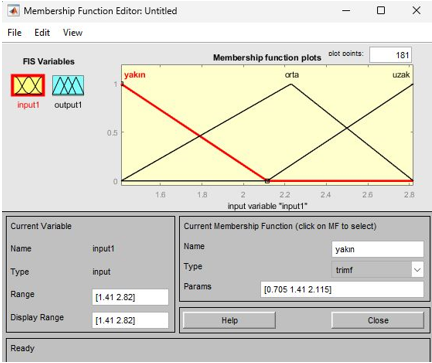 Membership Function Editor: Untitled
File Edit View
FIS Variables
input1 output1
Membership function plots
plot points: 181
yakın orta uzak
1
0.5
0
1.6 1.8 2 2.2 2.4 2.6 2.8
input variable "input1"
Current Variable
Name input1
Type input
Range [1.41 2.82]
Display Range [1.41 2.82]
Current Membership Function (click on MF to select)
Name yakın
Type trimf
Params [0.705 1.41 2.115]
Help Close
Ready